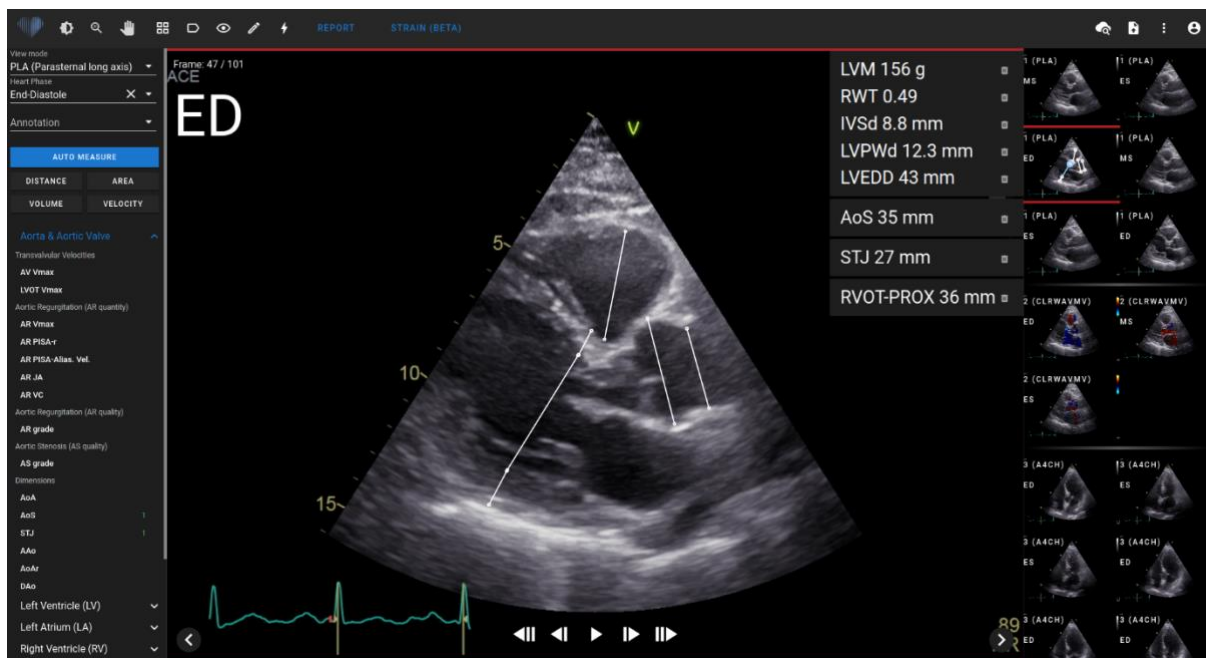 REPORT
STRAIN (BETA)
View mode
PLA (Parasternal long axis)
Heart Phase
End-Diastole
Annotation
AUTO MEASURE
DISTANCE
AREA
VOLUME
VELOCITY
Aorta & Aortic Valve
Transvalvular Velocities
AV Vmax
LVOT Vmax
Aortic Regurgitation (AR quantity)
AR Vmax
AR PISA-r
AR PISA-Alias. Vel.
AR JA
AR VC
Aortic Regurgitation (AR quality)
AR grade
Aortic Stenosis (AS quality)
AS grade
Dimensions
AoA
AoS 1
STJ 1
AAo
AoAr
DAo
Left Ventricle (LV)
Left Atrium (LA)
Right Ventricle (RV)
Frame: 47 / 101
ACE
ED
V
5
10
15
LVM 156 g
RWT 0.49
IVSd 8.8 mm
LVPWd 12.3 mm
LVEDD 43 mm
AoS 35 mm
STJ 27 mm
RVOT-PROX 36 mm
89
1 (PLA)
MS
1 (PLA)
ES
1 (PLA)
ED
1 (PLA)
MS
1 (PLA)
ES
1 (PLA)
ED
2 (CLRWAVMV)
ED
2 (CLRWAVMV)
MS
2 (CLRWAVMV)
ES
3 (A4CH)
ED
3 (A4CH)
ES
3 (A4CH)
ES
3 (A4CH)
ED
3 (A4CH)
ED
3 (A4CH)
ED